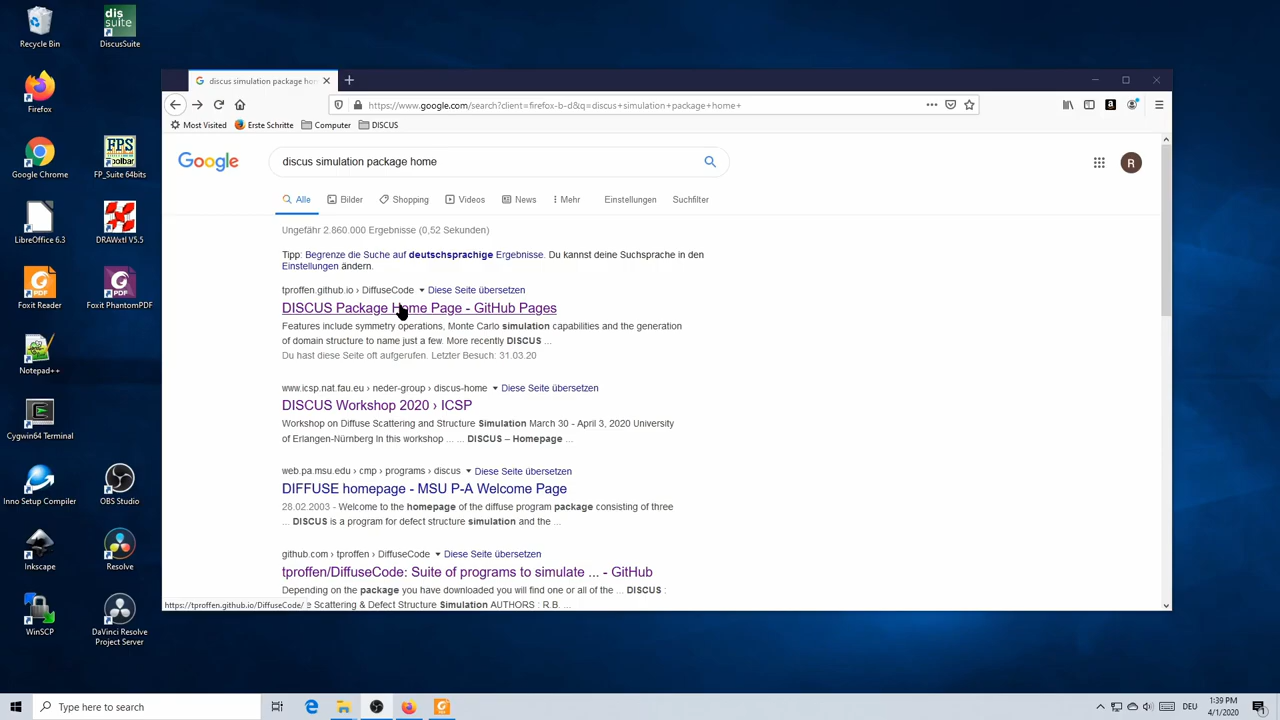 Recycle Bin
dis
suite
DiscusSuite
Firefox
Google Chrome
FPS
FP_Suite 64bits
LibreOffice 6.3
DRAWxtl V5.5
Foxit Reader
PDF
Foxit PhantomPDF
Notepad++
Cygwin64 Terminal
Inno Setup Compiler
OBS Studio
Inkscape
Resolve
WinSCP
DaVinci Resolve
Project Server
discus simulation package hom
https://www.google.com/search?client=firefox-b-d&q=discus+simulation+package+home+
Most Visited
Erste Schritte
Computer
DISCUS
Google
discus simulation package home
R
Alle
Bilder
Shopping
Videos
News
Mehr
Einstellungen
Suchfilter
Ungefähr 2.860.000 Ergebnisse (0,52 Sekunden)
Tipp: Begrenze die Suche auf deutschsprachige Ergebnisse. Du kannst deine Suchsprache in den
Einstellungen ändern.
tproffen.github.io › DiffuseCode Diese Seite übersetzen
DISCUS Package Home Page - GitHub Pages
Features include symmetry operations, Monte Carlo simulation capabilities and the generation
of domain structure to name just a few. More recently DISCUS ...
Du hast diese Seite oft aufgerufen. Letzter Besuch: 31.03.20
www.icsp.nat.fau.eu › neder-group › discus-home Diese Seite übersetzen
DISCUS Workshop 2020 › ICSP
Workshop on Diffuse Scattering and Structure Simulation March 30 - April 3, 2020 University
of Erlangen-Nürnberg In this workshop ... ... DISCUS – Homepage ...
web.pa.msu.edu › cmp › programs › discus Diese Seite übersetzen
DIFFUSE homepage - MSU P-A Welcome Page
28.02.2003 - Welcome to the homepage of the diffuse program package consisting of three
... DISCUS is a program for defect structure simulation and the ...
github.com › tproffen › DiffuseCode Diese Seite übersetzen
tproffen/DiffuseCode: Suite of programs to simulate ... - GitHub
Depending on the package you have downloaded you will find one or all of the ... DISCUS :
https://tproffen.github.io/DiffuseCode/ Scattering & Defect Structure Simulation AUTHORS : R.B. ...
Type here to search
DEU
1:39 PM
4/1/2020
1